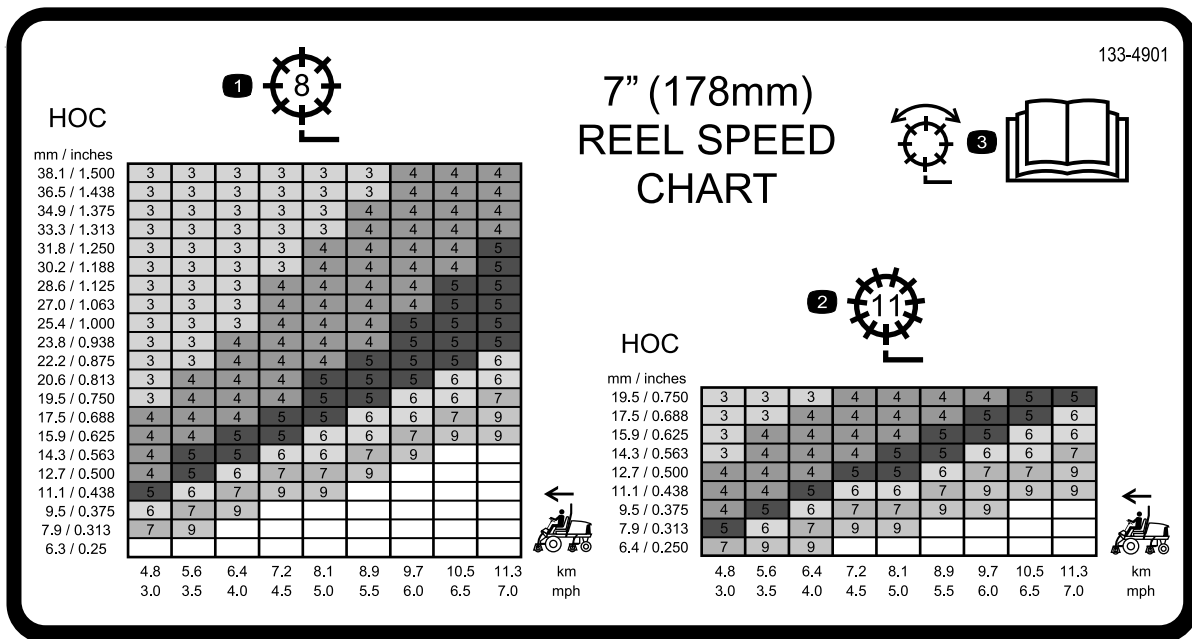 133-4901
7” (178mm)
REEL SPEED
CHART
1
8
HOC
mm / inches
38.1 / 1.500 3 3 3 3 3 3 4 4 4
36.5 / 1.438 3 3 3 3 3 3 4 4 4
34.9 / 1.375 3 3 3 3 3 4 4 4 4
33.3 / 1.313 3 3 3 3 3 4 4 4 4
31.8 / 1.250 3 3 3 3 4 4 4 4 5
30.2 / 1.188 3 3 3 3 4 4 4 4 5
28.6 / 1.125 3 3 3 4 4 4 4 5 5
27.0 / 1.063 3 3 3 4 4 4 4 5 5
25.4 / 1.000 3 3 3 4 4 4 5 5 5
23.8 / 0.938 3 3 4 4 4 4 5 5 5
22.2 / 0.875 3 3 4 4 4 5 5 5 6
20.6 / 0.813 3 4 4 4 5 5 5 6 6
19.5 / 0.750 3 4 4 4 5 5 6 6 7
17.5 / 0.688 4 4 4 5 5 6 6 7 9
15.9 / 0.625 4 4 5 5 6 6 7 9 9
14.3 / 0.563 4 5 5 6 6 7 9
12.7 / 0.500 4 5 6 7 7 9
11.1 / 0.438 5 6 7 9 9
9.5 / 0.375 6 7 9
7.9 / 0.313 7 9
6.3 / 0.25
4.8 5.6 6.4 7.2 8.1 8.9 9.7 10.5 11.3 km
3.0 3.5 4.0 4.5 5.0 5.5 6.0 6.5 7.0 mph
3
2
11
HOC
mm / inches
19.5 / 0.750 3 3 3 4 4 4 4 5 5
17.5 / 0.688 3 3 4 4 4 4 5 5 6
15.9 / 0.625 3 4 4 4 4 5 5 6 6
14.3 / 0.563 3 4 4 4 5 5 6 6 7
12.7 / 0.500 4 4 4 5 5 6 7 7 9
11.1 / 0.438 4 4 5 6 6 7 9 9 9
9.5 / 0.375 4 5 6 7 7 9 9
7.9 / 0.313 5 6 7 9 9
6.4 / 0.250 7 9 9
4.8 5.6 6.4 7.2 8.1 8.9 9.7 10.5 11.3 km
3.0 3.5 4.0 4.5 5.0 5.5 6.0 6.5 7.0 mph